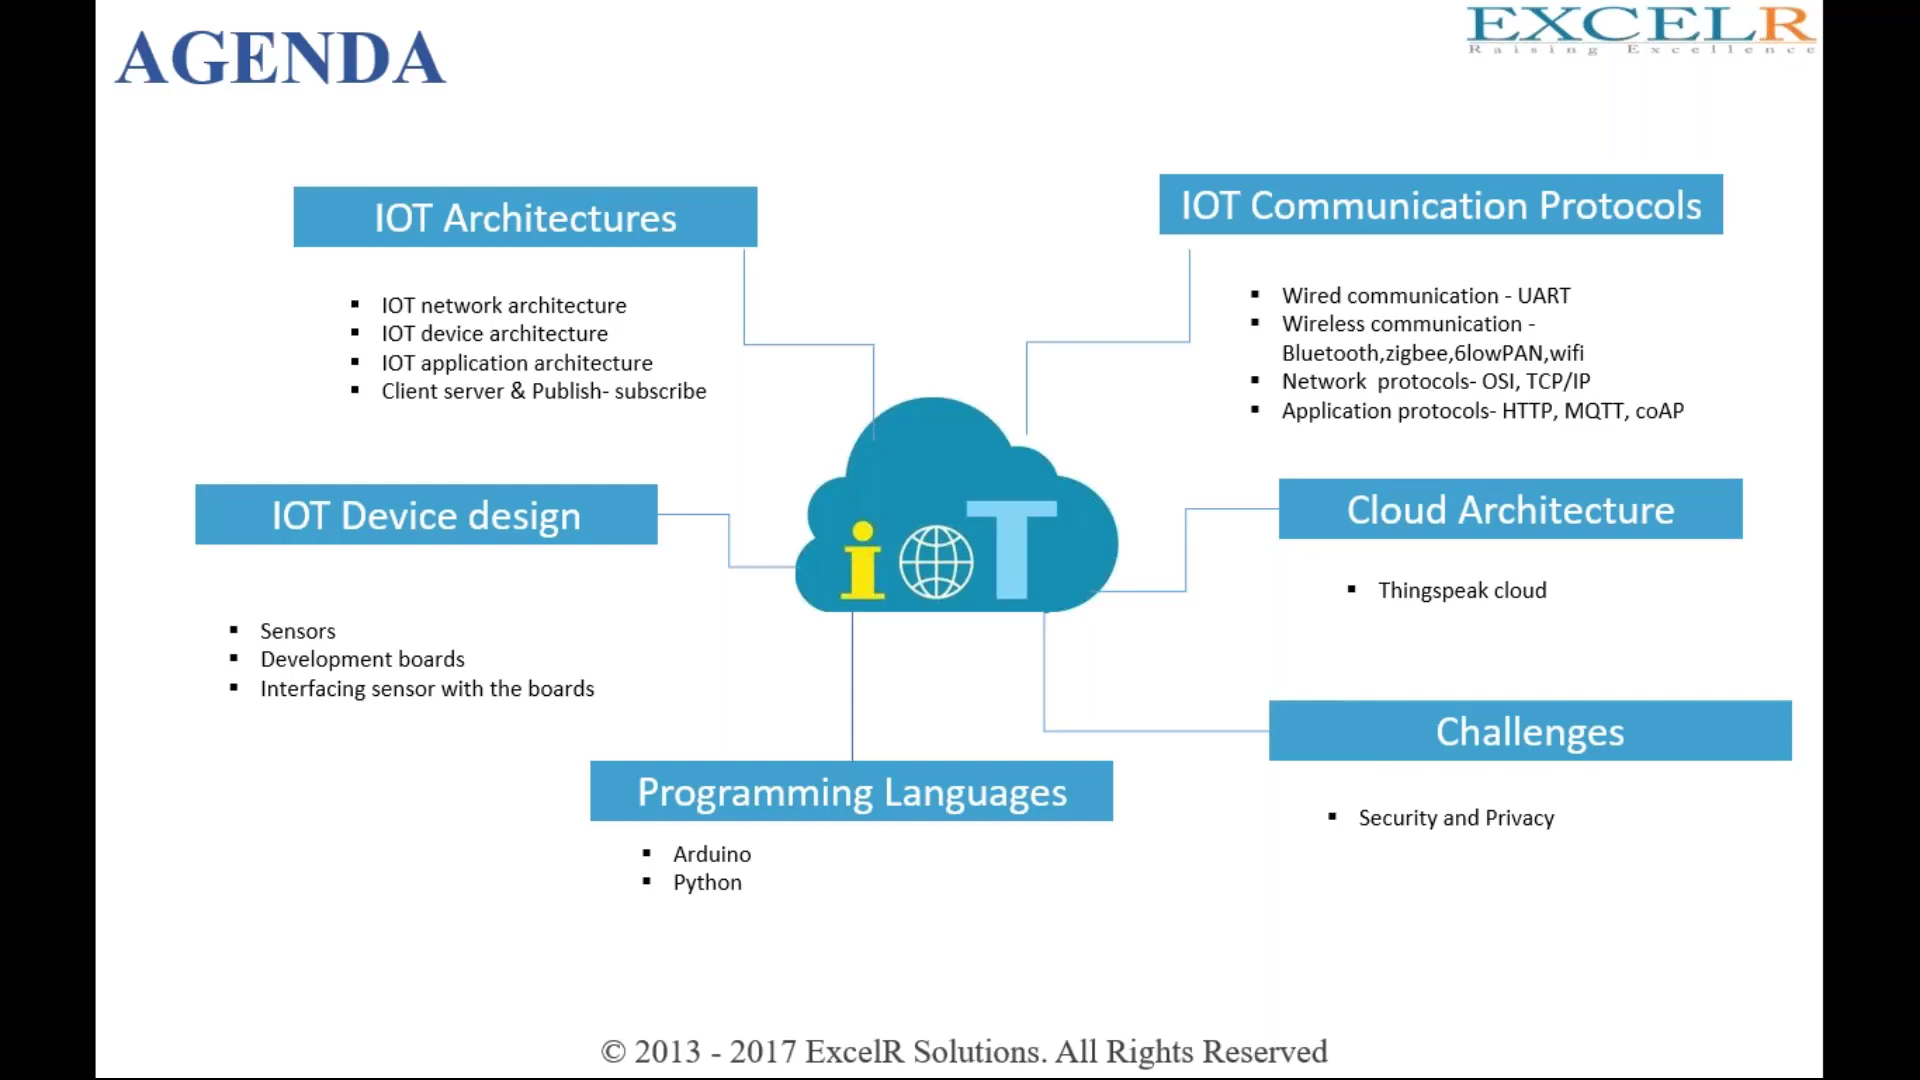 AGENDA
EXCELR
Raising Excellence
IOT Architectures
▪ IOT network architecture
▪ IOT device architecture
▪ IOT application architecture
▪ Client server & Publish- subscribe
IOT Communication Protocols
▪ Wired communication - UART
▪ Wireless communication -
Bluetooth,zigbee,6lowPAN,wifi
▪ Network protocols- OSI, TCP/IP
▪ Application protocols- HTTP, MQTT, coAP
IOT Device design
▪ Sensors
▪ Development boards
▪ Interfacing sensor with the boards
iOT
Cloud Architecture
▪ Thingspeak cloud
Challenges
▪ Security and Privacy
Programming Languages
▪ Arduino
▪ Python
© 2013 - 2017 ExcelR Solutions. All Rights Reserved